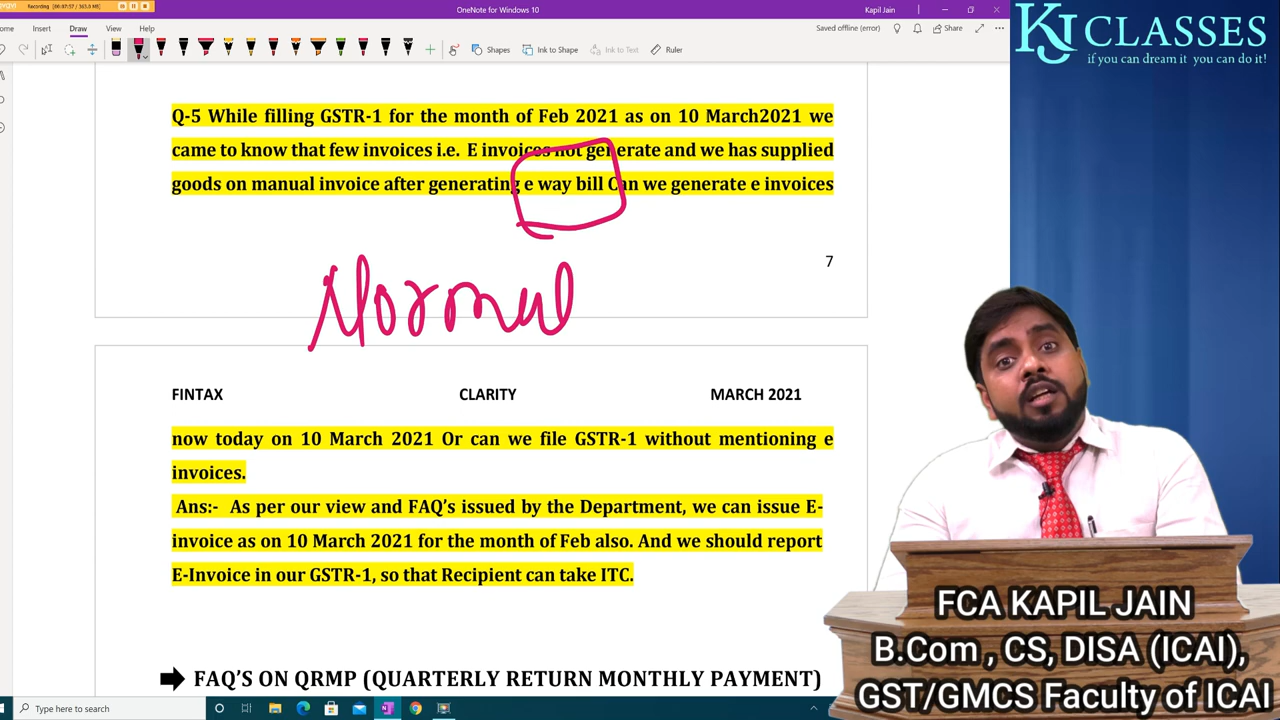 Recording [00:07:57 / 365.0 MB]
OneNote for Windows 10
Kapil Jain
Insert Draw View Help
Saved offline (error)
Share
Shapes
Ink to Shape
Ink to Text
Ruler
KJ CLASSES
if you can dream it you can do it!
Q-5 While filling GSTR-1 for the month of Feb 2021 as on 10 March2021 we
came to know that few invoices i.e. E invoices not generate and we has supplied
goods on manual invoice after generating e way bill Can we generate e invoices
7
Normal
FINTAX CLARITY MARCH 2021
now today on 10 March 2021 Or can we file GSTR-1 without mentioning e
invoices.
Ans:- As per our view and FAQ's issued by the Department, we can issue E-
invoice as on 10 March 2021 for the month of Feb also. And we should report
E-Invoice in our GSTR-1, so that Recipient can take ITC.
FAQ'S ON QRMP (QUARTERLY RETURN MONTHLY PAYMENT)
FCA KAPIL JAIN
B.Com , CS, DISA (ICAI),
GST/GMCS Faculty of ICAI
Type here to search